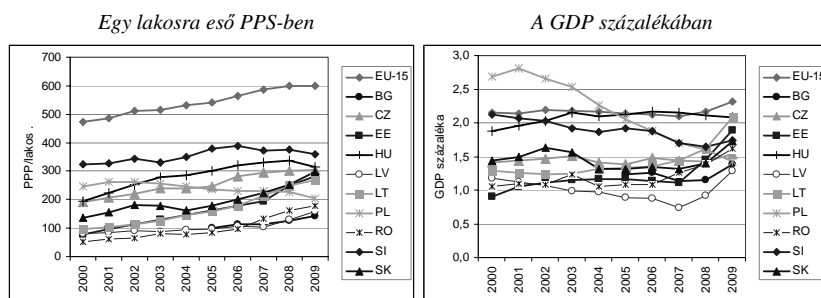 Egy lakosra eső PPS-ben
A GDP százalékában
PPP/lakos .
700
600
500
400
300
200
100
0
2000
2001
2002
2003
2004
2005
2006
2007
2008
2009
EU-15
BG
CZ
EE
HU
LV
LT
PL
RO
SI
SK
GDP százaléka
3,0
2,5
2,0
1,5
1,0
0,5
0,0
2000
2001
2002
2003
2004
2005
2006
2007
2008
2009
EU-15
BG
CZ
EE
HU
LV
LT
PL
RO
SI
SK